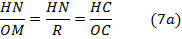 HN/OM = HN/R = HC/OC (7a)